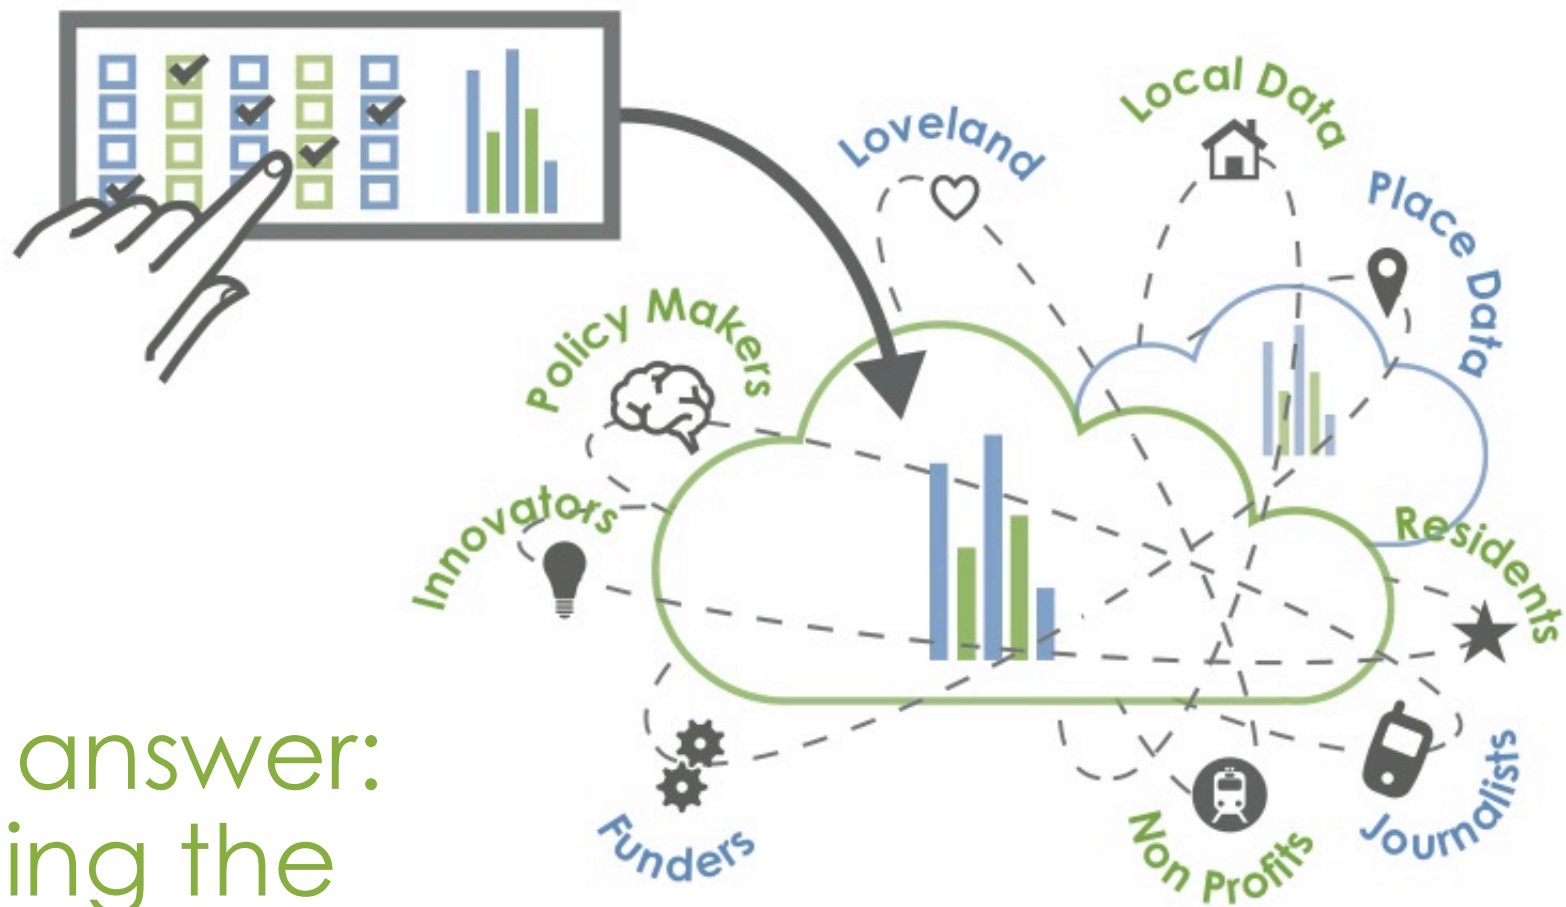 Loveland
Local Data
Place Data
Policy Makers
Innovators
Residents
answer:
ing the
Funders
Non Profits
Journalists